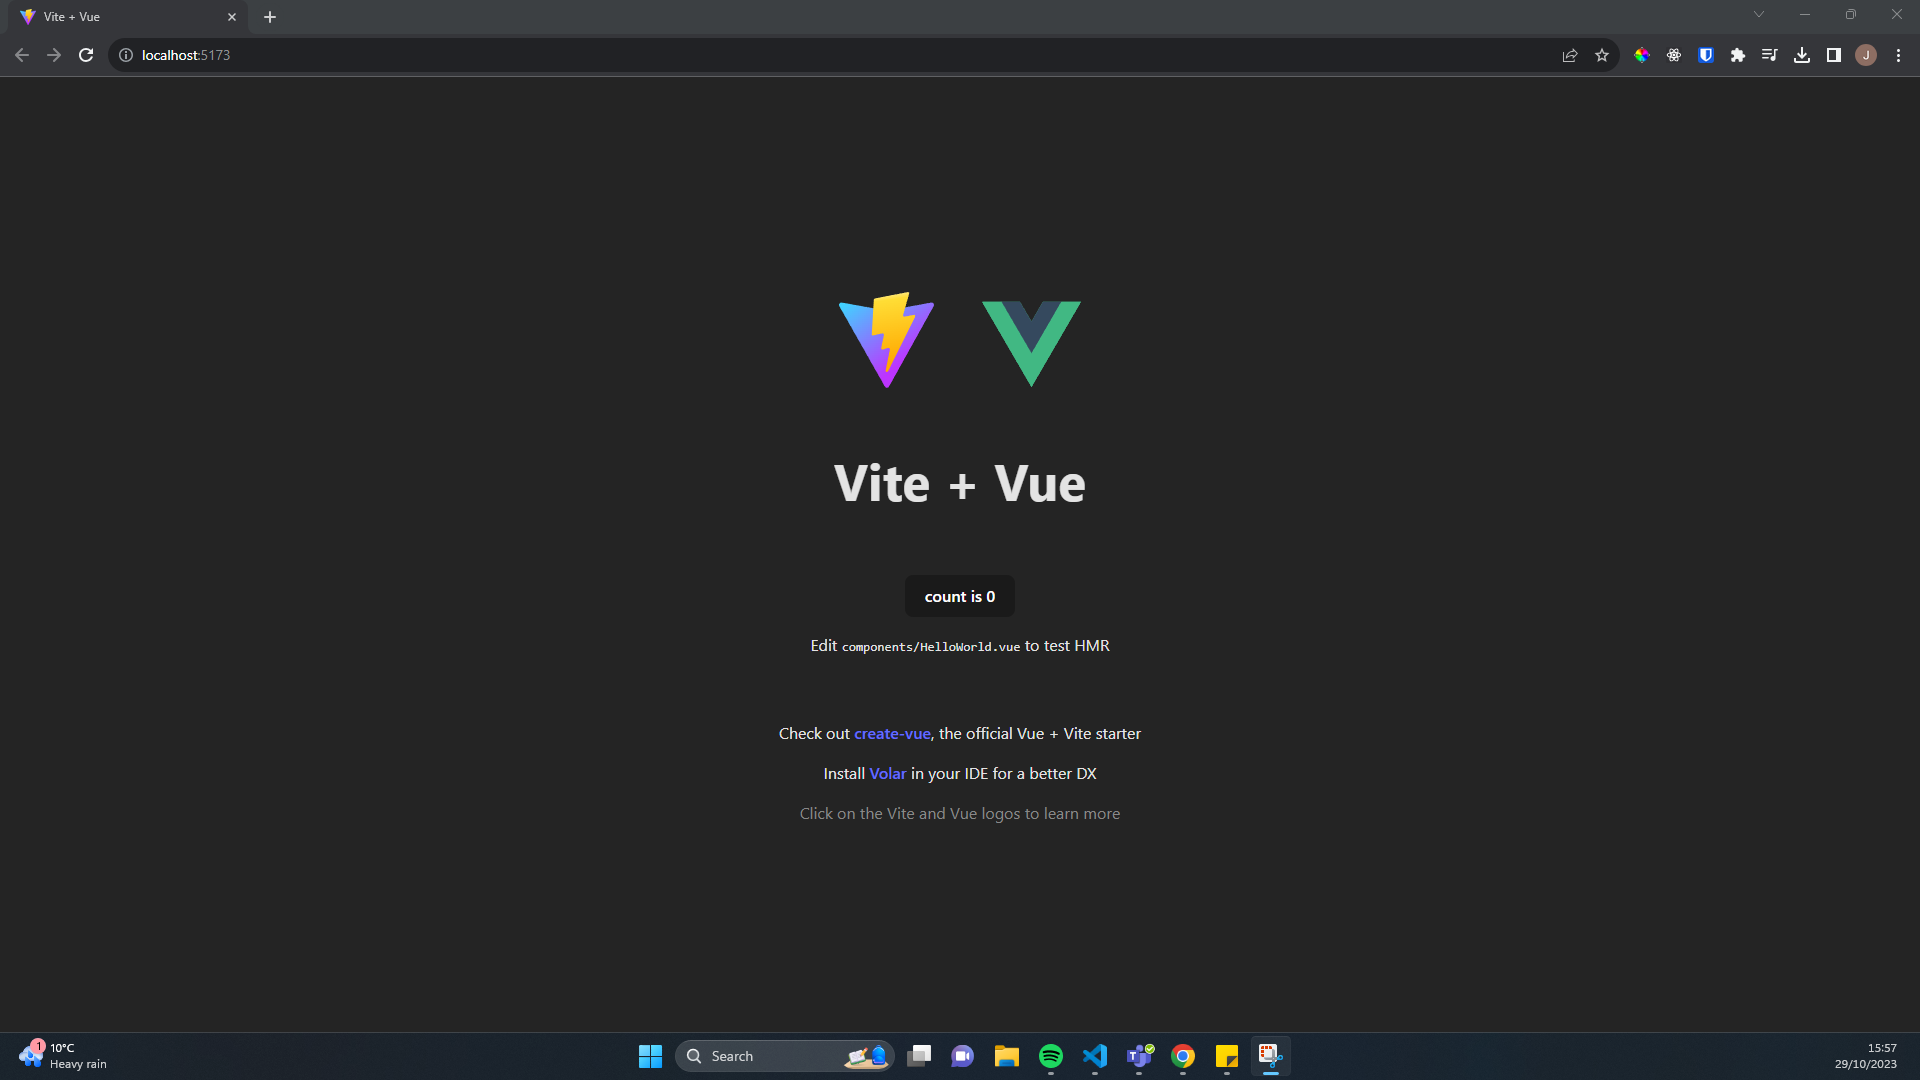 Vite + Vue
localhost:5173
J
Vite + Vue
count is 0
Edit components/HelloWorld.vue to test HMR
Check out create-vue, the official Vue + Vite starter
Install Volar in your IDE for a better DX
Click on the Vite and Vue logos to learn more
1
10°C
Heavy rain
Search
T
15:57
29/10/2023